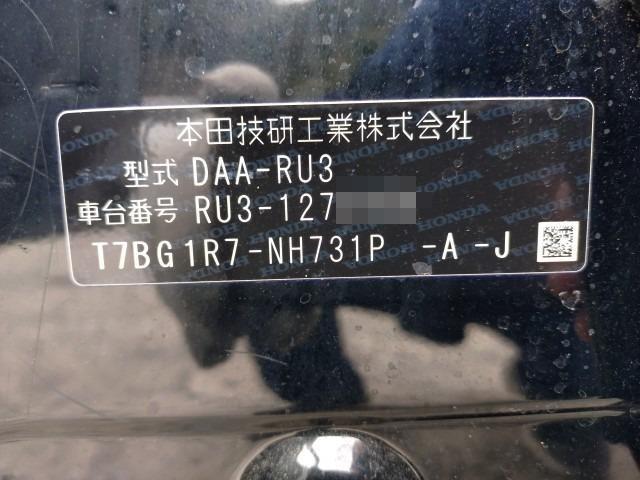 本田技研工業株式会社
型式 DAA-RU3
車台番号 RU3-127
T7BG1R7-NH731P -A -J